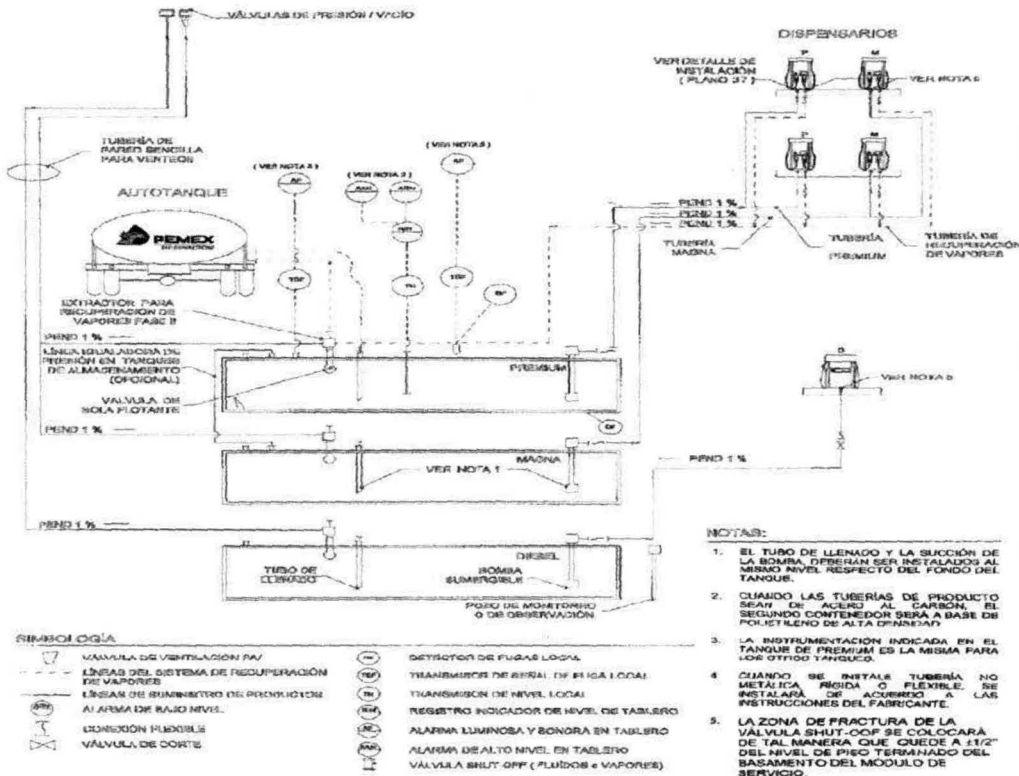 VÁLVULAS DE PRESIÓN / VACÍO
DISPENSARIOS
P
M
VER DETALLE DE
INSTALACIÓN
( PLANO 37 )
VER NOTA 5
TUBERÍA DE
PARED SENCILLA
PARA VENTEOS
( VER NOTA 3 )
( VER NOTA 3 )
P
M
AUTOTANQUE
PEMEX
PEND 1 %
PEND 1 %
PEND 1 %
TUBERÍA
MAGNA
TUBERÍA
PREMIUM
TUBERÍA DE
RECUPERACIÓN
DE VAPORES
EXTRACTOR PARA
RECUPERACIÓN DE
VAPORES FASE II
PEND 1 %
LÍNEA IGUALADORA DE
PRESIÓN EN TANQUES
DE ALMACENAMIENTO
(OPCIONAL)
PREMIUM
D
VER NOTA 5
VÁLVULA DE
BOLA FLOTANTE
PEND 1 %
MAGNA
VER NOTA 1
PEND 1 %
PEND 1 %
DIESEL
TUBO DE
LLENADO
BOMBA
SUMERGIBLE
POZO DE MONITOREO
O DE OBSERVACIÓN
NOTAS:
1. EL TUBO DE LLENADO Y LA SUCCIÓN DE
LA BOMBA, DEBERÁN SER INSTALADOS AL
MISMO NIVEL RESPECTO DEL FONDO DEL
TANQUE.
2. CUANDO LAS TUBERÍAS DE PRODUCTO
SEAN DE ACERO AL CARBÓN, EL
SEGUNDO CONTENEDOR SERÁ A BASE DE
POLIETILENO DE ALTA DENSIDAD
3. LA INSTRUMENTACIÓN INDICADA EN EL
TANQUE DE PREMIUM ES LA MISMA PARA
LOS OTROS TANQUES.
4 CUANDO SE INSTALE TUBERÍA NO
METÁLICA, RÍGIDA O FLEXIBLE, SE
INSTALARÁ DE ACUERDO A LAS
INSTRUCCIONES DEL FABRICANTE.
5. LA ZONA DE FRACTURA DE LA
VÁLVULA SHUT-OOF SE COLOCARÁ
DE TAL MANERA QUE QUEDE A ±1/2"
DEL NIVEL DE PISO TERMINADO DEL
BASAMENTO DEL MÓDULO DE
SERVICIO.
SIMBOLOGÍA
VÁLVULA DE VENTILACIÓN
LÍNEAS DEL SISTEMA DE RECUPERACIÓN
DE VAPORES
LÍNEAS DE SUMINISTRO DE PRODUCTOS
ALARMA DE BAJO NIVEL
CONEXIÓN FLEXIBLE
VÁLVULA DE CORTE
DETECTOR DE FUGAS LOCAL
TRANSMISOR DE SEÑAL DE FUGA LOCAL
TRANSMISOR DE NIVEL LOCAL
REGISTRO INDICADOR DE NIVEL DE TABLERO
ALARMA LUMINOSA Y SONORA EN TABLERO
ALARMA DE ALTO NIVEL EN TABLERO
VÁLVULA SHUT-OFF ( FLUÍDOS o VAPORES)